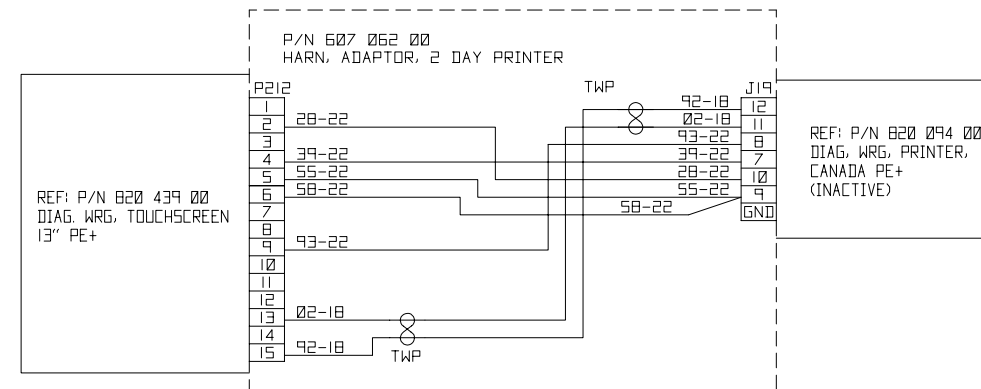 P/N 607 062 00
HARN, ADAPTOR, 2 DAY PRINTER
REF: P/N 820 439 00
DIAG. WRG, TOUCHSCREEN
13" PE+
P212
1
2
3
4
5
6
7
8
9
10
11
12
13
14
15
28-22
39-22
55-22
58-22
93-22
02-18
92-18
TWP
TWP
92-18
02-18
93-22
39-22
28-22
55-22
58-22
J19
12
11
8
7
10
9
GND
REF: P/N 820 094 00
DIAG, WRG, PRINTER,
CANADA PE+
(INACTIVE)